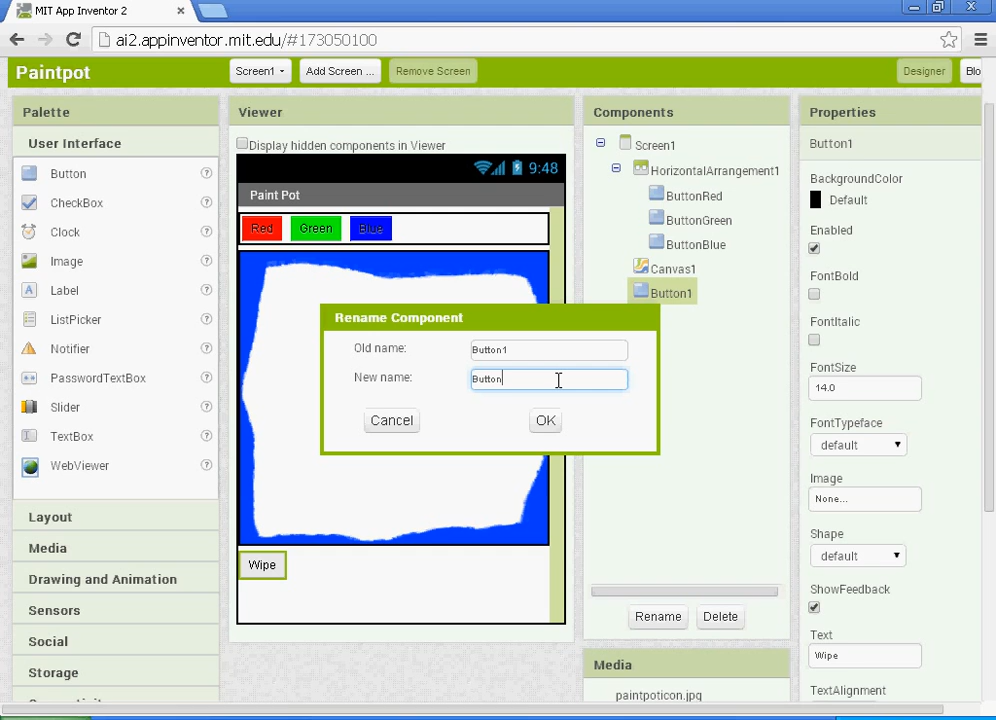 MIT App Inventor 2
ai2.appinventor.mit.edu/#173050100
Paintpot
Screen1
Add Screen ...
Remove Screen
Designer
Blo
Palette
User Interface
Button
CheckBox
Clock
Image
Label
ListPicker
Notifier
PasswordTextBox
Slider
TextBox
WebViewer
Layout
Media
Drawing and Animation
Sensors
Social
Storage
Viewer
Display hidden components in Viewer
9:48
Paint Pot
Red Green Blue
Wipe
Rename Component
Old name: Button1
New name: Button
Cancel OK
Components
Screen1
HorizontalArrangement1
ButtonRed
ButtonGreen
ButtonBlue
Canvas1
Button1
Rename Delete
Media
paintpoticon.jpg
Properties
Button1
BackgroundColor
Default
Enabled
FontBold
FontItalic
FontSize
14.0
FontTypeface
default
Image
None...
Shape
default
ShowFeedback
Text
Wipe
TextAlignment